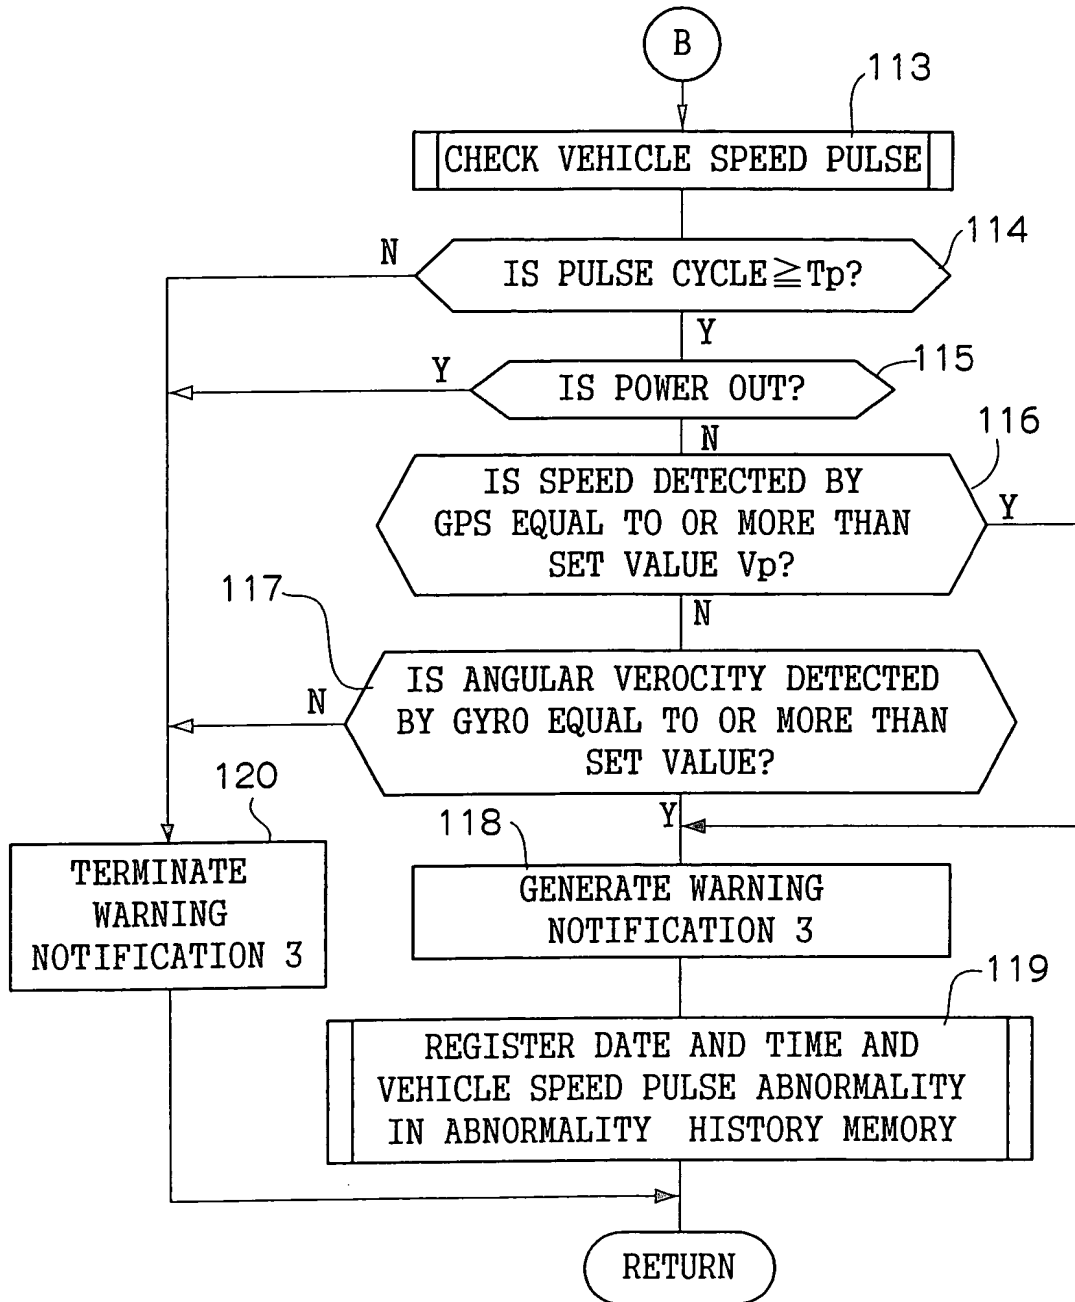 B
113
CHECK VEHICLE SPEED PULSE
114
N
IS PULSE CYCLE≧Tp?
Y
115
Y
IS POWER OUT?
N
116
IS SPEED DETECTED BY
GPS EQUAL TO OR MORE THAN
SET VALUE Vp?
Y
117
N
IS ANGULAR VEROCITY DETECTED
BY GYRO EQUAL TO OR MORE THAN
SET VALUE?
N
120
118
Y
TERMINATE
WARNING
NOTIFICATION 3
GENERATE WARNING
NOTIFICATION 3
119
REGISTER DATE AND TIME AND
VEHICLE SPEED PULSE ABNORMALITY
IN ABNORMALITY HISTORY MEMORY
RETURN